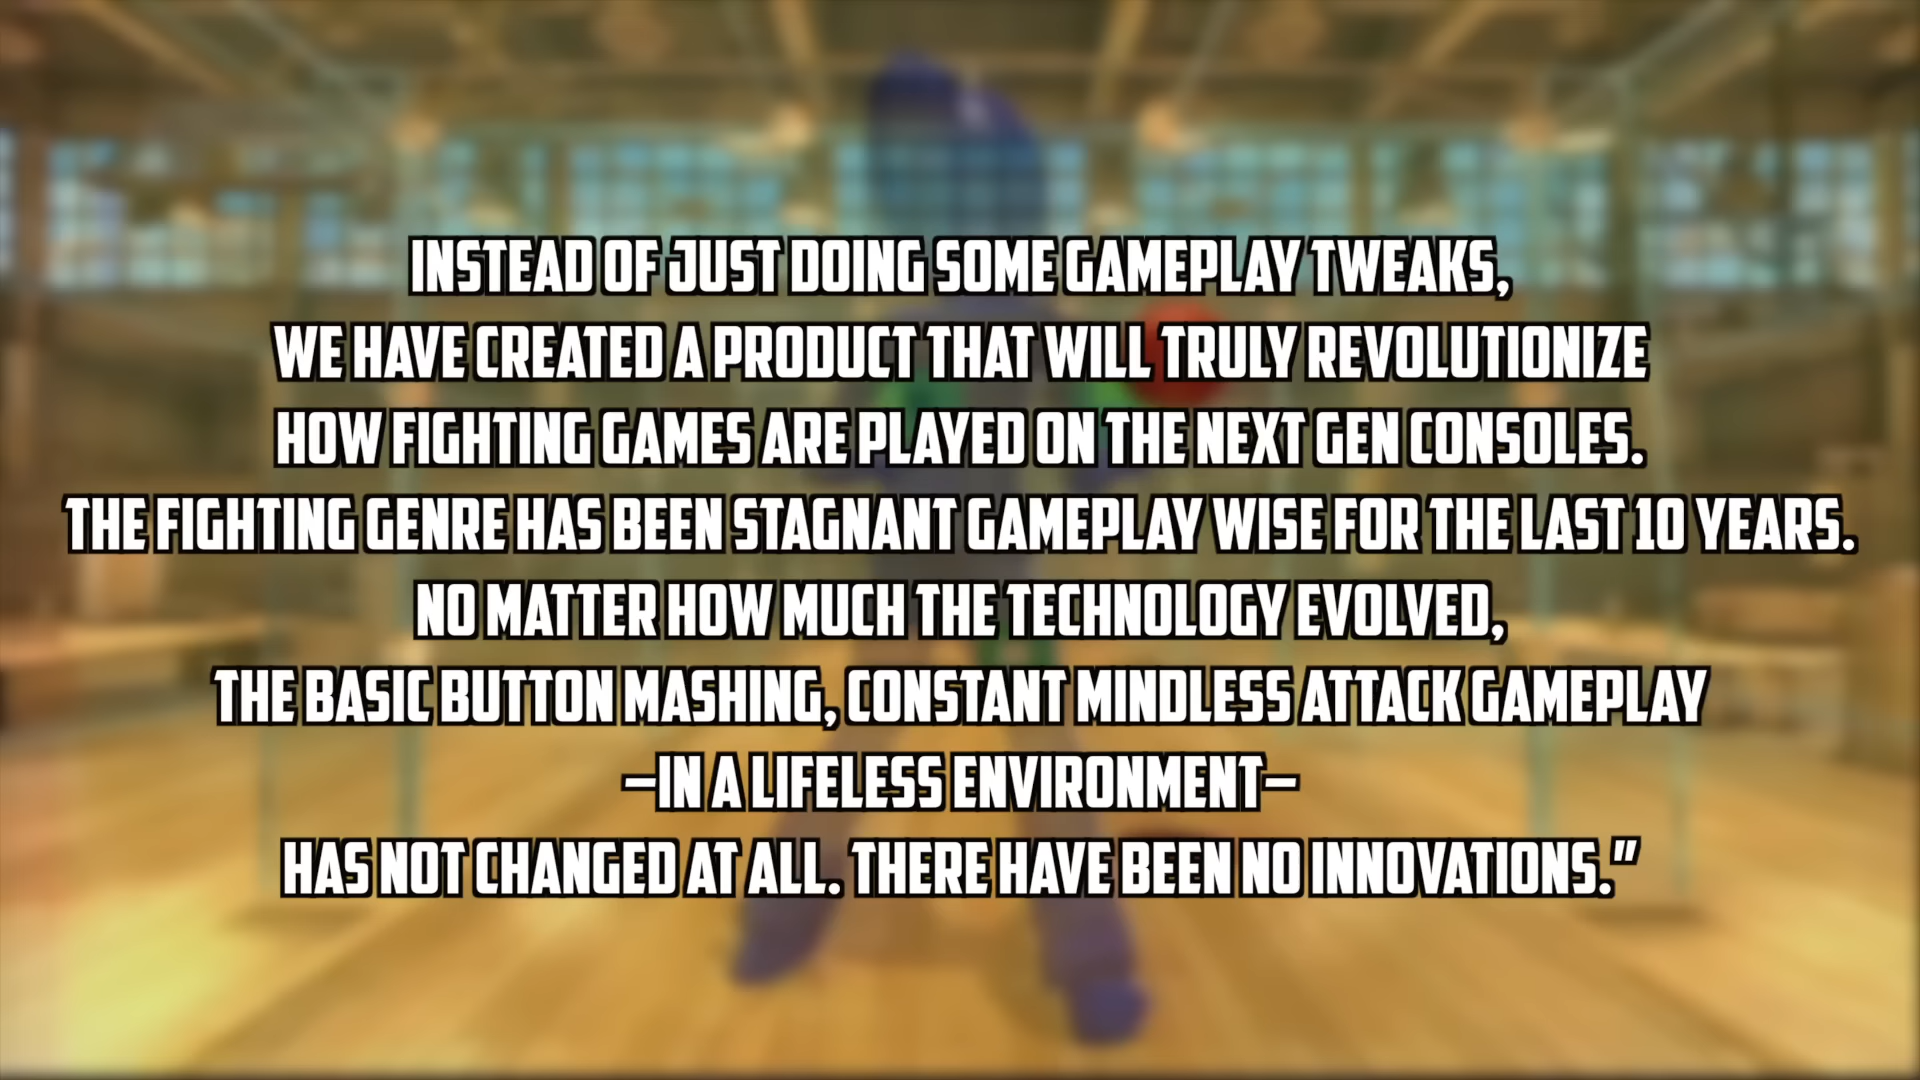 INSTEAD OF JUST DOING SOME GAMEPLAY TWEAKS,
WE HAVE CREATED A PRODUCT THAT WILL TRULY REVOLUTIONIZE
HOW FIGHTING GAMES ARE PLAYED ON THE NEXT GEN CONSOLES.
THE FIGHTING GENRE HAS BEEN STAGNANT GAMEPLAY WISE FOR THE LAST 10 YEARS.
NO MATTER HOW MUCH THE TECHNOLOGY EVOLVED,
THE BASIC BUTTON MASHING, CONSTANT MINDLESS ATTACK GAMEPLAY
–IN A LIFELESS ENVIRONMENT–
HAS NOT CHANGED AT ALL. THERE HAVE BEEN NO INNOVATIONS."